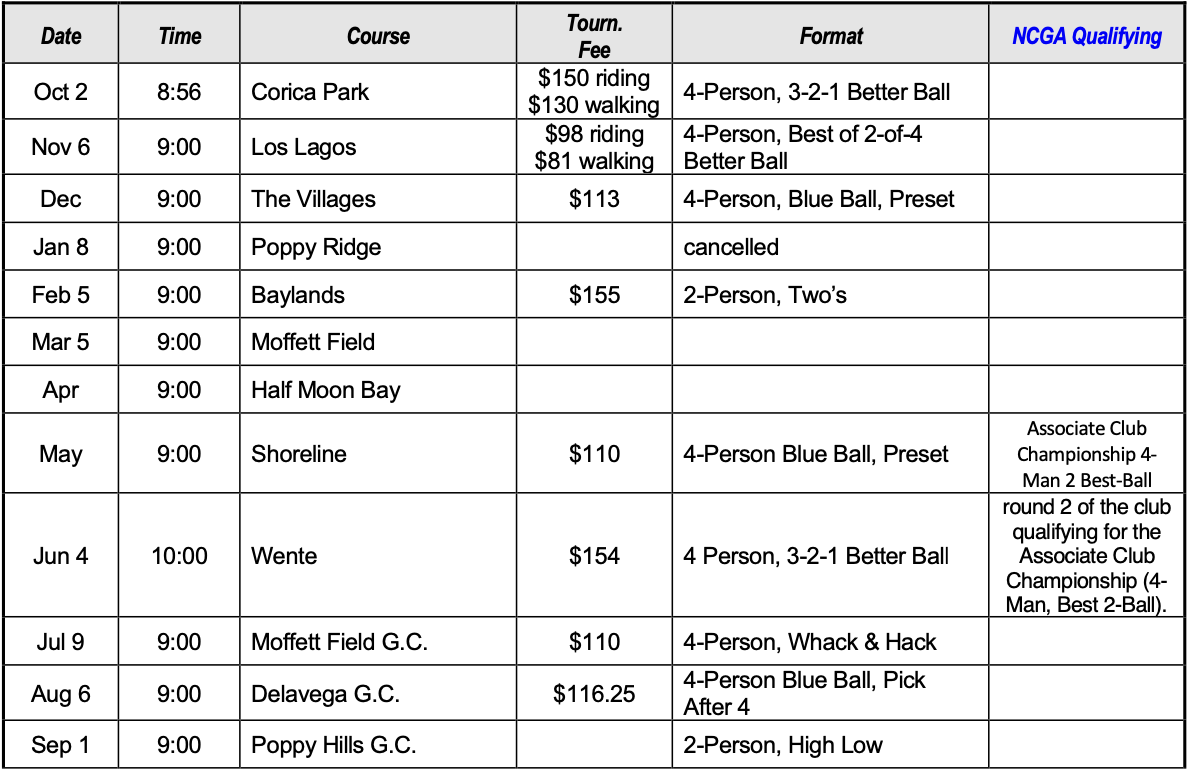 Date Time Course Tourn. Fee Format NCGA Qualifying
Oct 2 8:56 Corica Park $150 riding $130 walking 4-Person, 3-2-1 Better Ball
Nov 6 9:00 Los Lagos $98 riding $81 walking 4-Person, Best of 2-of-4 Better Ball
Dec 9:00 The Villages $113 4-Person, Blue Ball, Preset
Jan 8 9:00 Poppy Ridge cancelled
Feb 5 9:00 Baylands $155 2-Person, Two's
Mar 5 9:00 Moffett Field
Apr 9:00 Half Moon Bay
May 9:00 Shoreline $110 4-Person Blue Ball, Preset Associate Club Championship 4-Man 2 Best-Ball
Jun 4 10:00 Wente $154 4 Person, 3-2-1 Better Ball round 2 of the club qualifying for the Associate Club Championship (4-Man, Best 2-Ball).
Jul 9 9:00 Moffett Field G.C. $110 4-Person, Whack & Hack
Aug 6 9:00 Delavega G.C. $116.25 4-Person Blue Ball, Pick After 4
Sep 1 9:00 Poppy Hills G.C. 2-Person, High Low